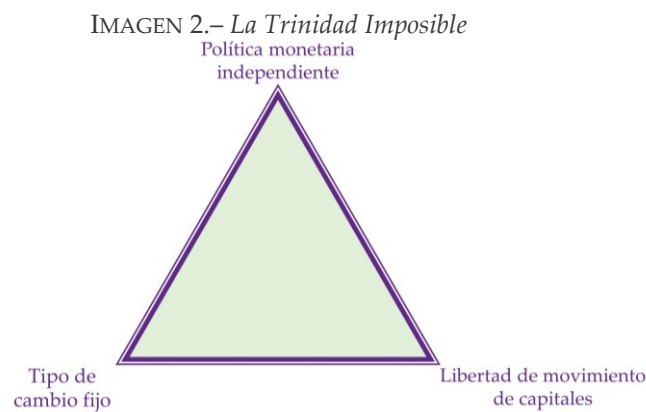 IMAGEN 2.– La Trinidad Imposible
Política monetaria
independiente
Tipo de
cambio fijo
Libertad de movimiento
de capitales